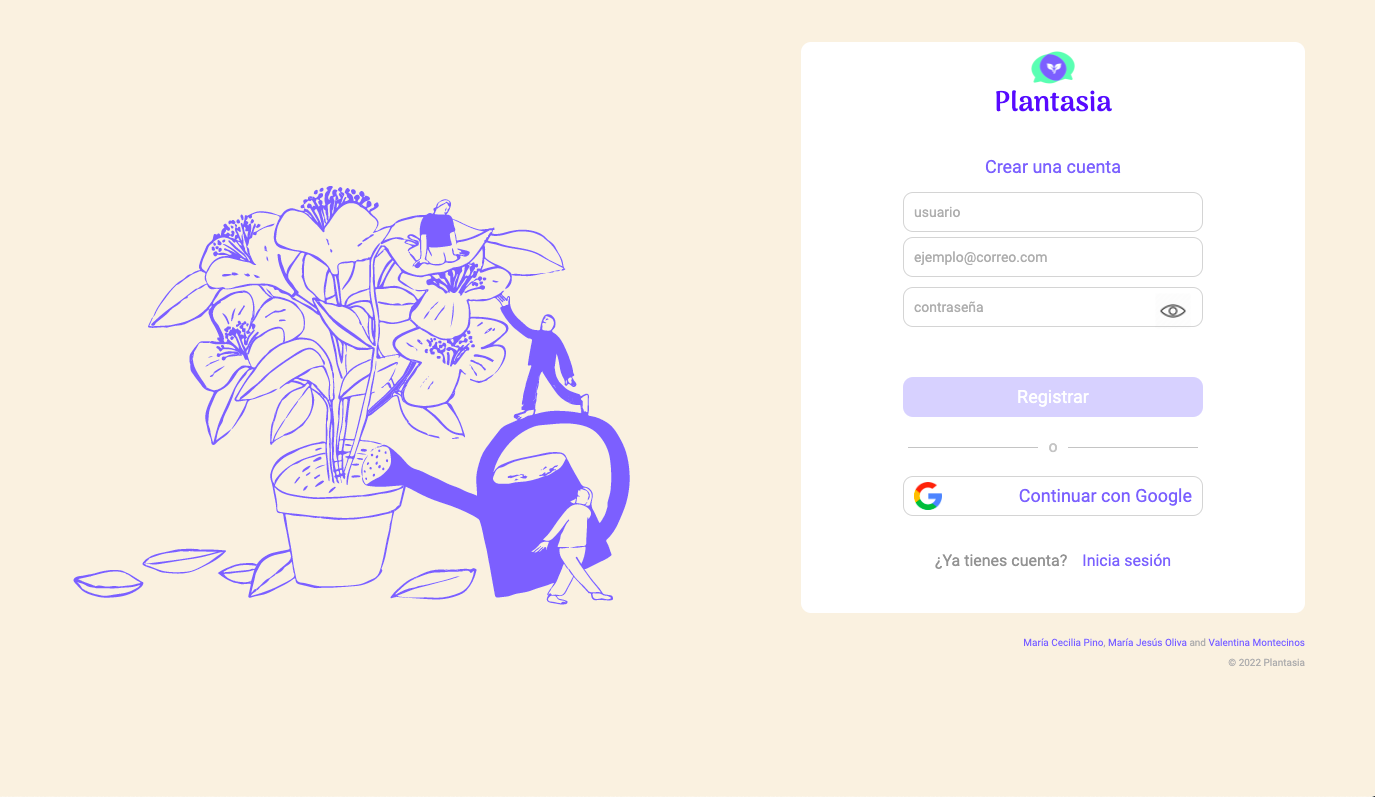 Plantasia
Crear una cuenta
usuario
ejemplo@correo.com
contraseña
Registrar
o
Continuar con Google
¿Ya tienes cuenta? Inicia sesión
María Cecilia Pino, María Jesús Oliva and Valentina Montecinos
© 2022 Plantasia